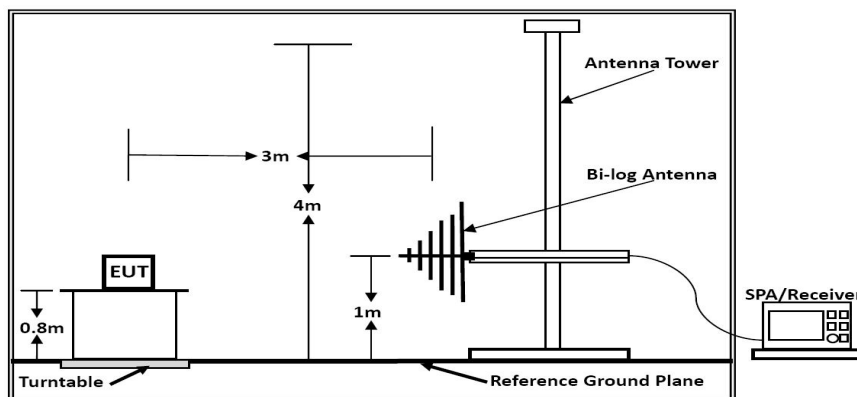 Antenna Tower
3m
Bi-log Antenna
4m
EUT
SPA/Receiver
0.8m
1m
Turntable
Reference Ground Plane